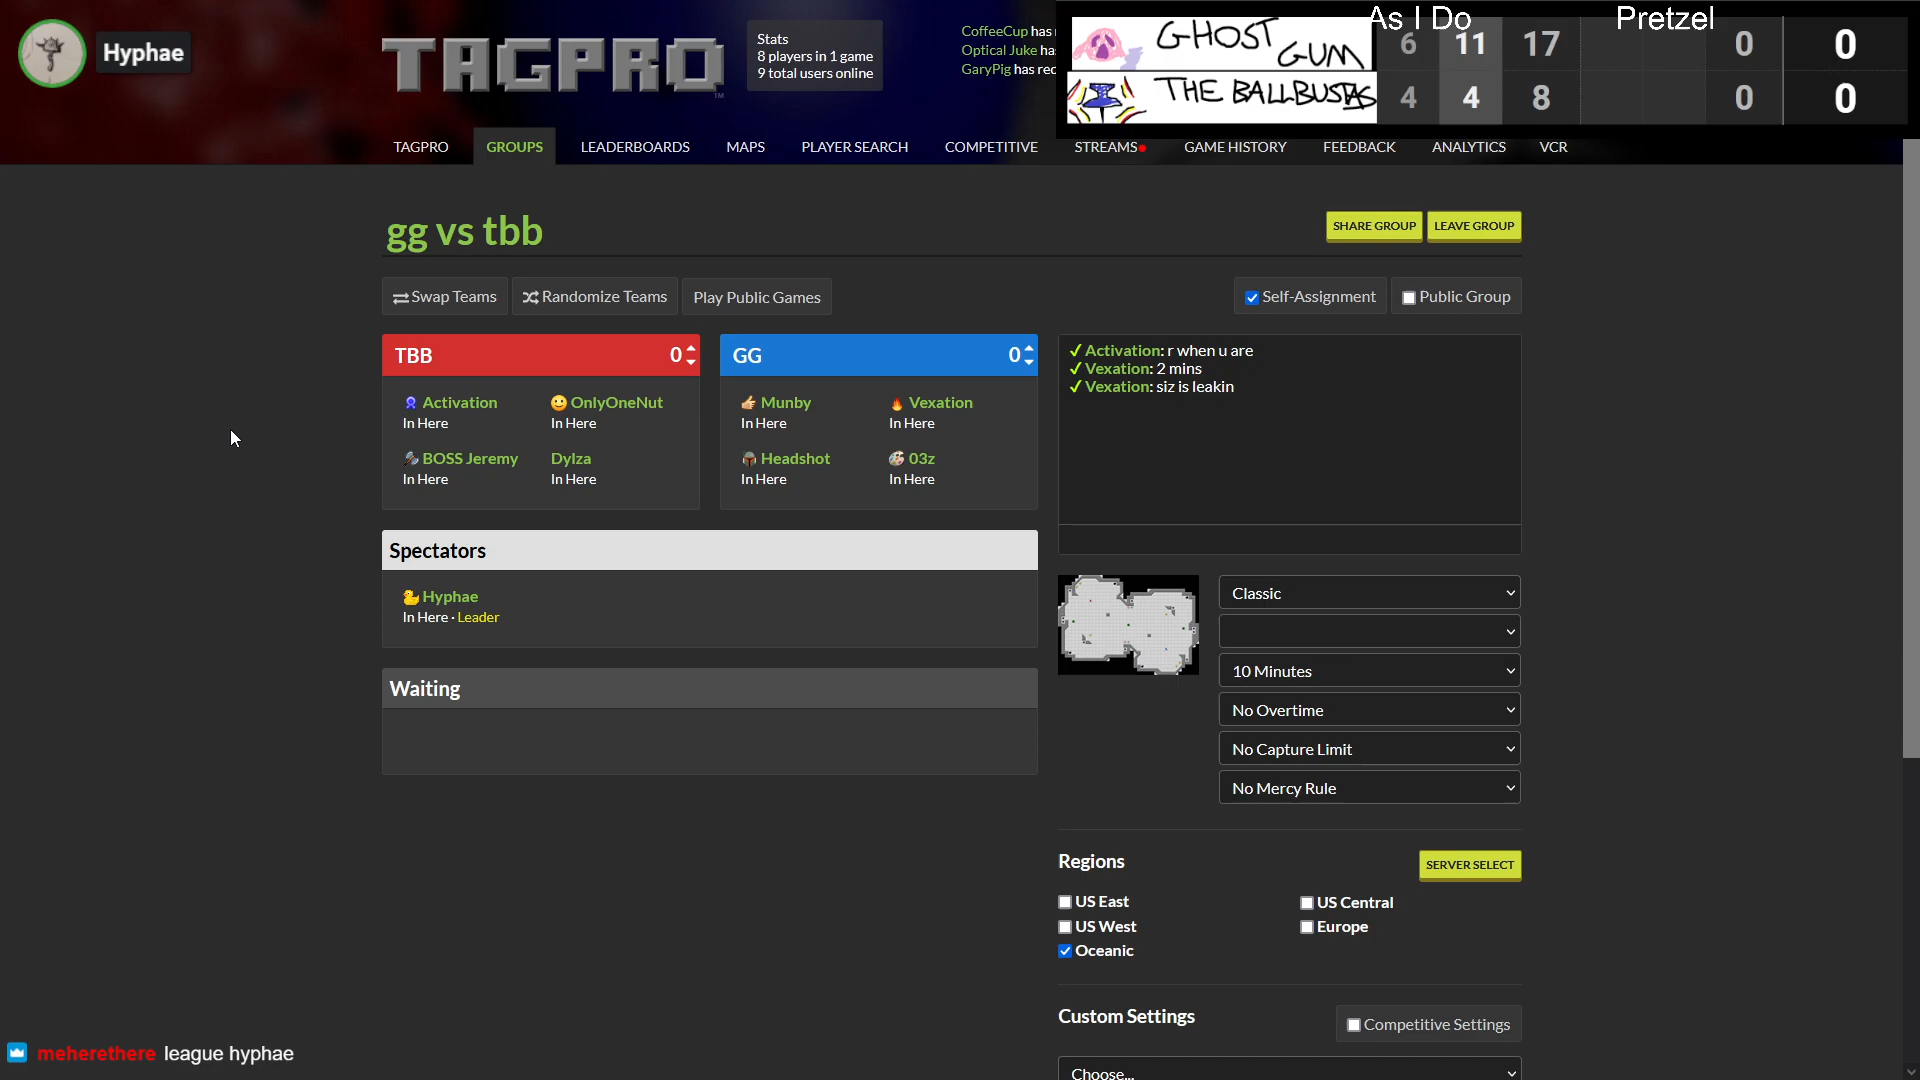 Hyphae
TAGPRO
TM
Stats
8 players in 1 game
9 total users online
CoffeeCup has
Optical Juke ha
GaryPig has rec
As I Do
Pretzel
GHOST GUM
6 11 17 0 0
THE BALLBUSTAS
4 4 8 0 0
TAGPRO
GROUPS
LEADERBOARDS
MAPS
PLAYER SEARCH
COMPETITIVE
STREAMS
GAME HISTORY
FEEDBACK
ANALYTICS
VCR
gg vs tbb
SHARE GROUP
LEAVE GROUP
Swap Teams
Randomize Teams
Play Public Games
Self-Assignment
Public Group
TBB 0
Activation
In Here
OnlyOneNut
In Here
BOSS Jeremy
In Here
Dylza
In Here
GG 0
Munby
In Here
Vexation
In Here
Headshot
In Here
03z
In Here
Activation: r when u are
Vexation: 2 mins
Vexation: siz is leakin
Spectators
Hyphae
In Here · Leader
Waiting
Classic
10 Minutes
No Overtime
No Capture Limit
No Mercy Rule
Regions
SERVER SELECT
US East
US Central
US West
Europe
Oceanic
Custom Settings
Competitive Settings
Choose...
meherethere league hyphae